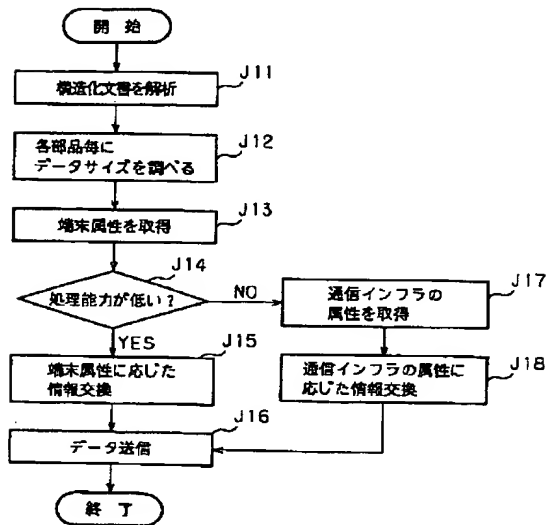 開 始
J11
構造化文書を解析
J12
各部品毎に
データサイズを調べる
J13
端末属性を取得
J14
処理能力が低い?
NO
YES
J17
通信インフラの
属性を取得
J15
端末属性に応じた
情報交換
J18
通信インフラの属性に
応じた情報交換
J16
データ送信
終 了